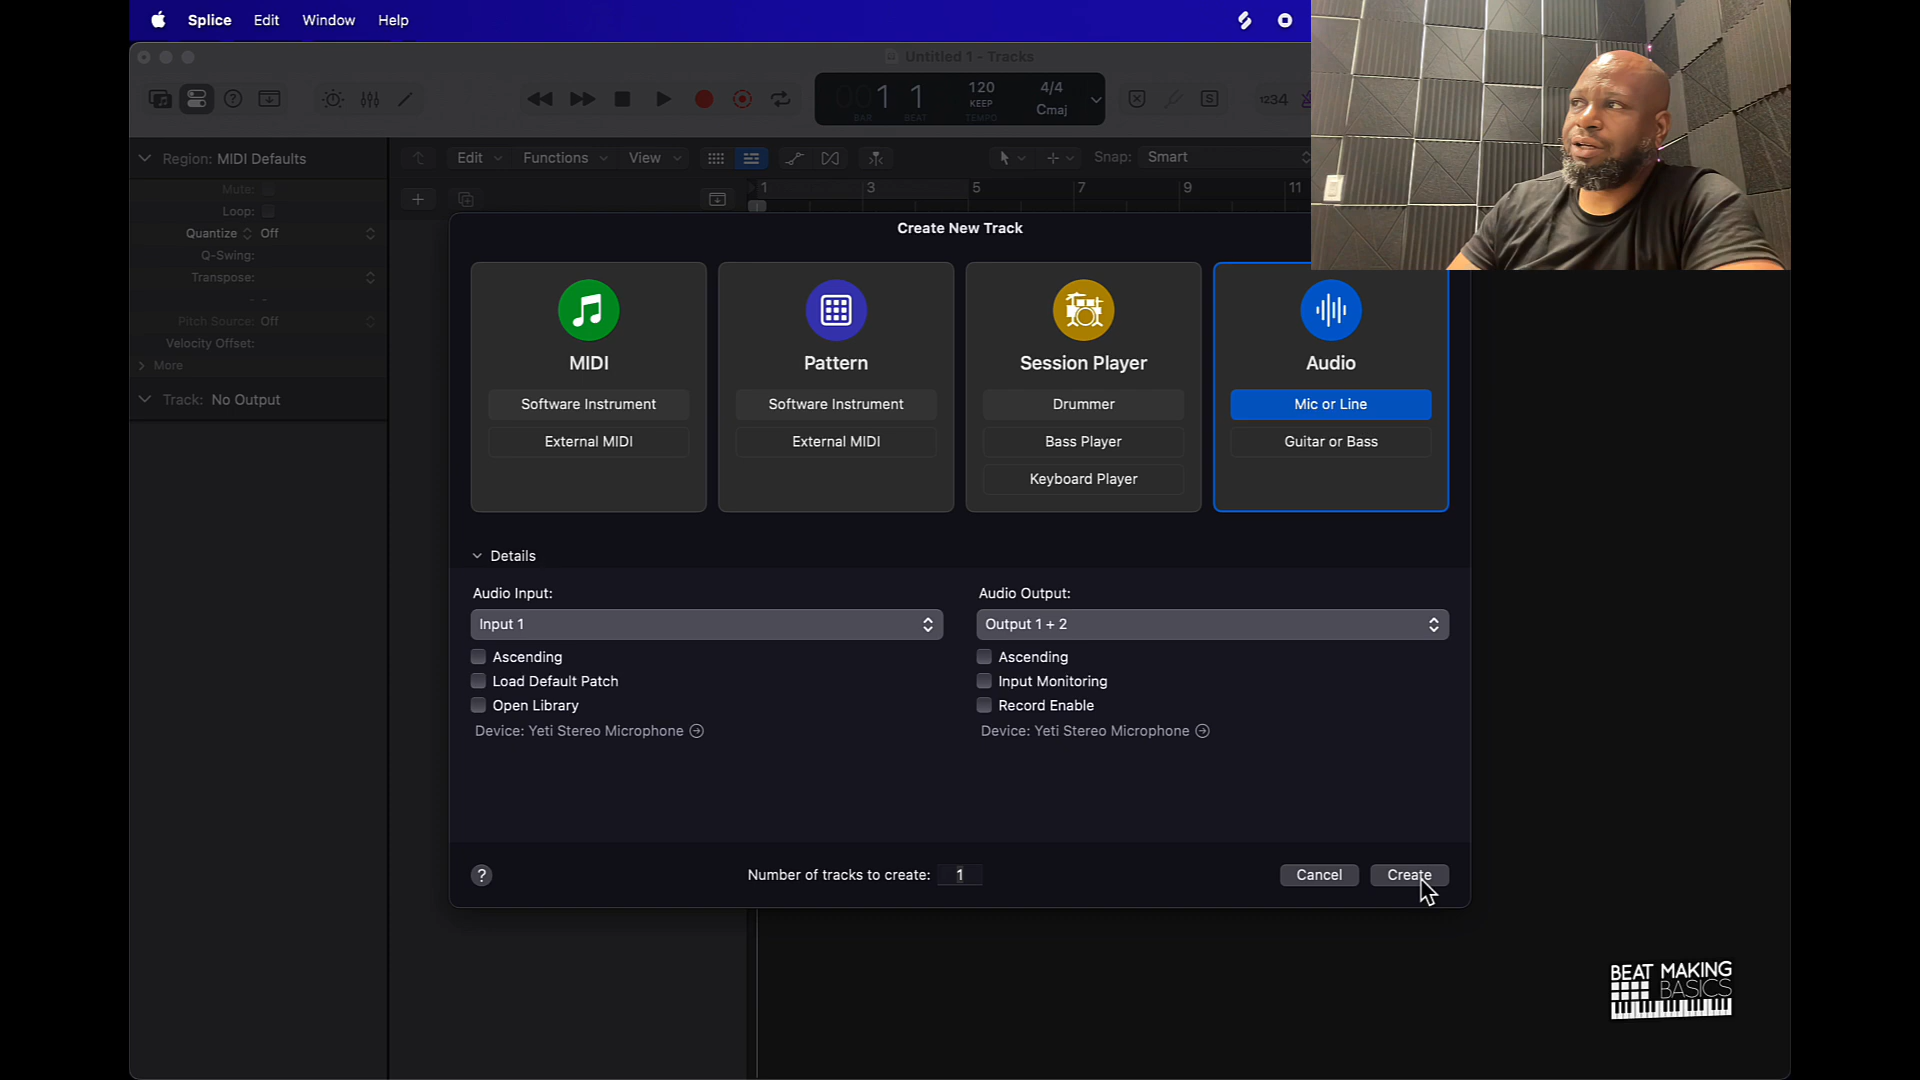 Splice Edit Window Help
Untitled 1 - Tracks
001 1
BAR BEAT
120
KEEP
TEMPO
4/4
Cmaj
S
1234
Region: MIDI Defaults
Edit Functions View
Snap: Smart
Mute:
Loop:
Quantize Off
Q-Swing:
Transpose:
- -
Pitch Source: Off
Velocity Offset:
More
Track: No Output
1 3 5 7 9 11
Create New Track
MIDI
Software Instrument
External MIDI
Pattern
Software Instrument
External MIDI
Session Player
Drummer
Bass Player
Keyboard Player
Audio
Mic or Line
Guitar or Bass
Details
Audio Input:
Input 1
Ascending
Load Default Patch
Open Library
Device: Yeti Stereo Microphone
Audio Output:
Output 1 + 2
Ascending
Input Monitoring
Record Enable
Device: Yeti Stereo Microphone
?
Number of tracks to create: 1
Cancel
Create
BEAT MAKING
BASICS